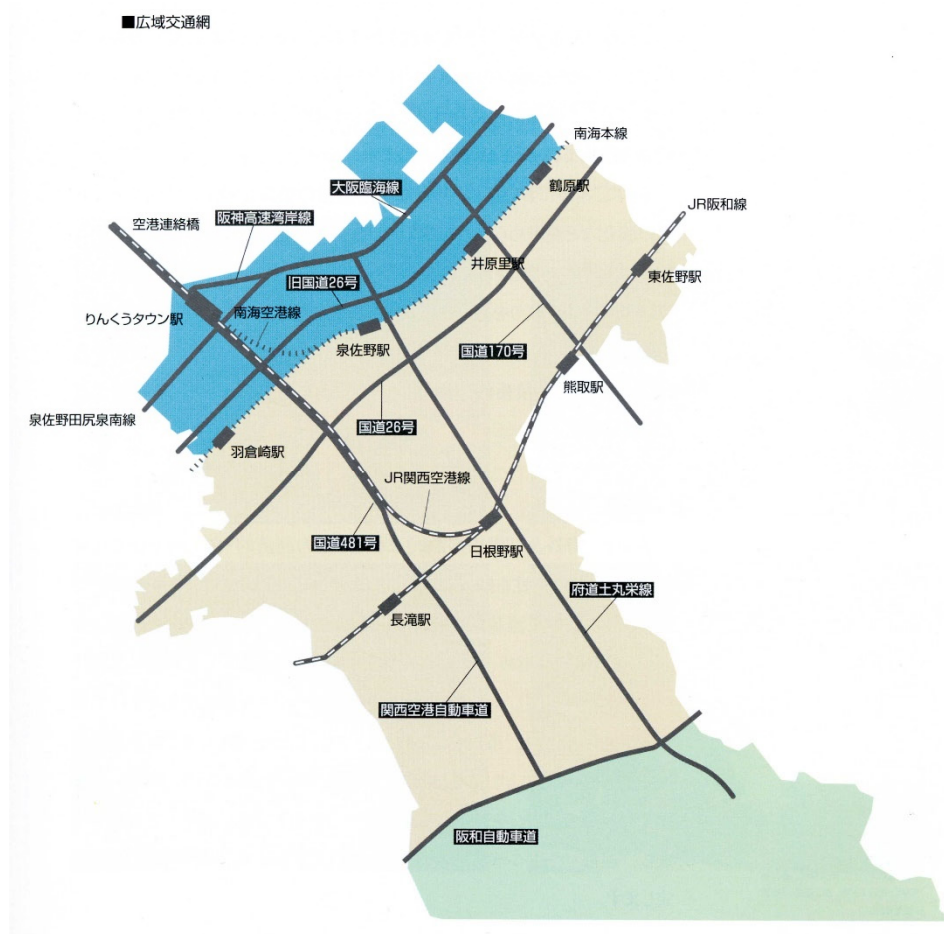 ■広域交通網
南海本線
鶴原駅
大阪臨海線
JR阪和線
阪神高速湾岸線
空港連絡橋
井原里駅
東佐野駅
旧国道26号
南海空港線
りんくうタウン駅
泉佐野駅
国道170号
熊取駅
泉佐野田尻泉南線
国道26号
羽倉崎駅
JR関西空港線
国道481号
日根野駅
府道土丸栄線
長滝駅
関西空港自動車道
阪和自動車道